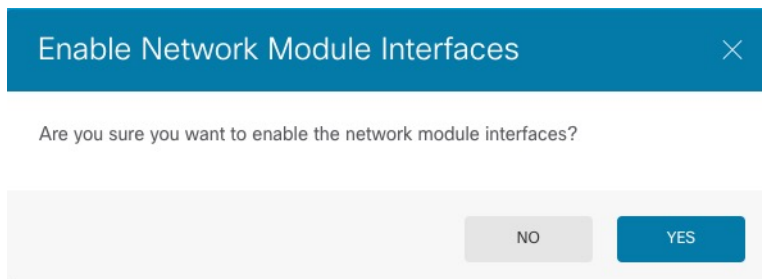 Enable Network Module Interfaces
Are you sure you want to enable the network module interfaces?
NO
YES